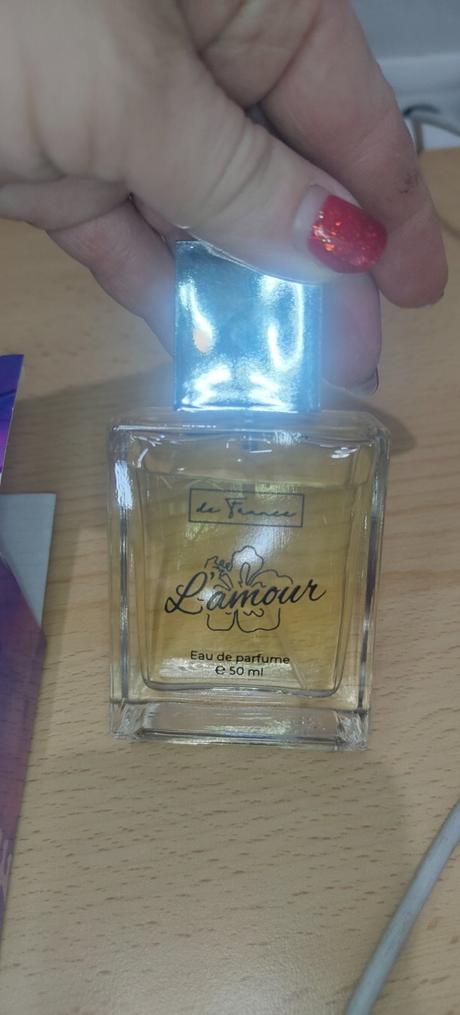 de France
L'amour
Eau de parfume
℮ 50 ml